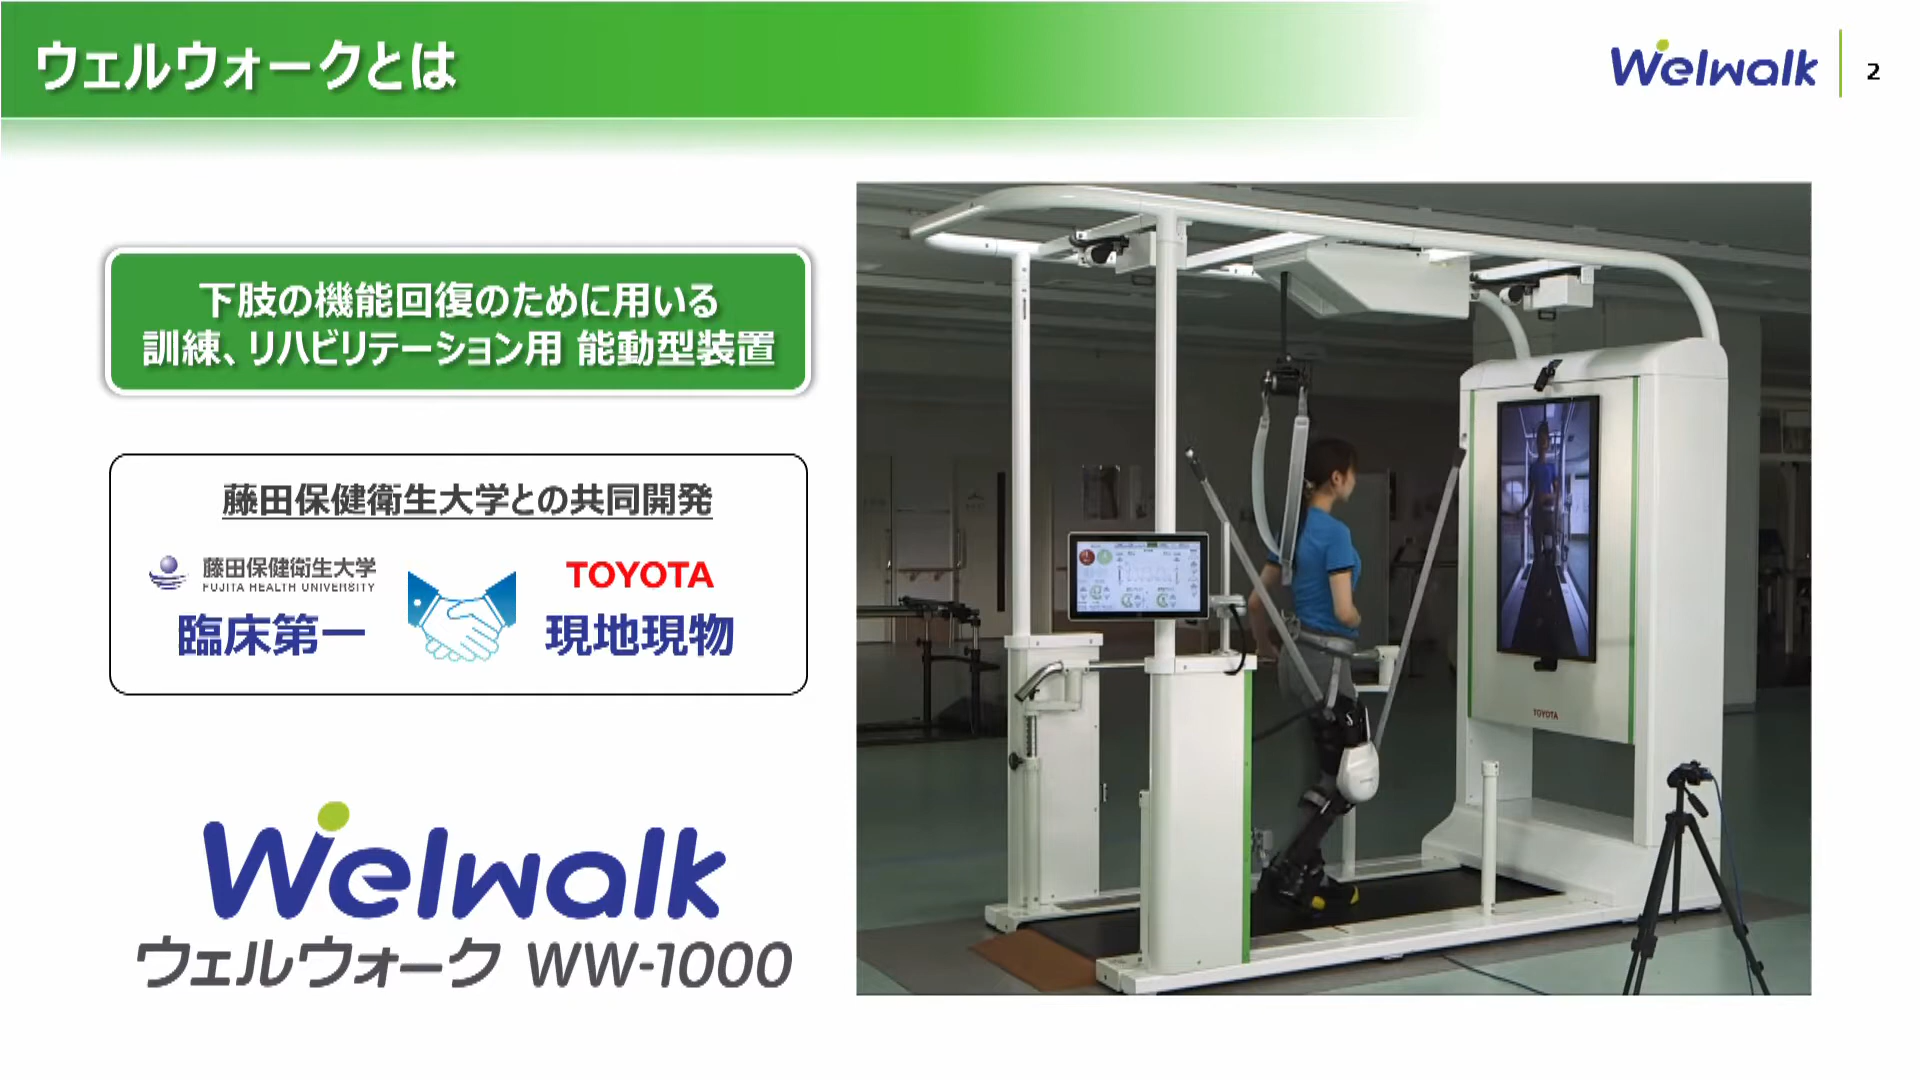 ウェルウォークとは
Welwalk
2
下肢の機能回復のために用いる
訓練、リハビリテーション用 能動型装置
藤田保健衛生大学との共同開発
藤田保健衛生大学
FUJITA HEALTH UNIVERSITY
TOYOTA
臨床第一
現地現物
Welwalk
ウェルウォーク WW-1000
TOYOTA